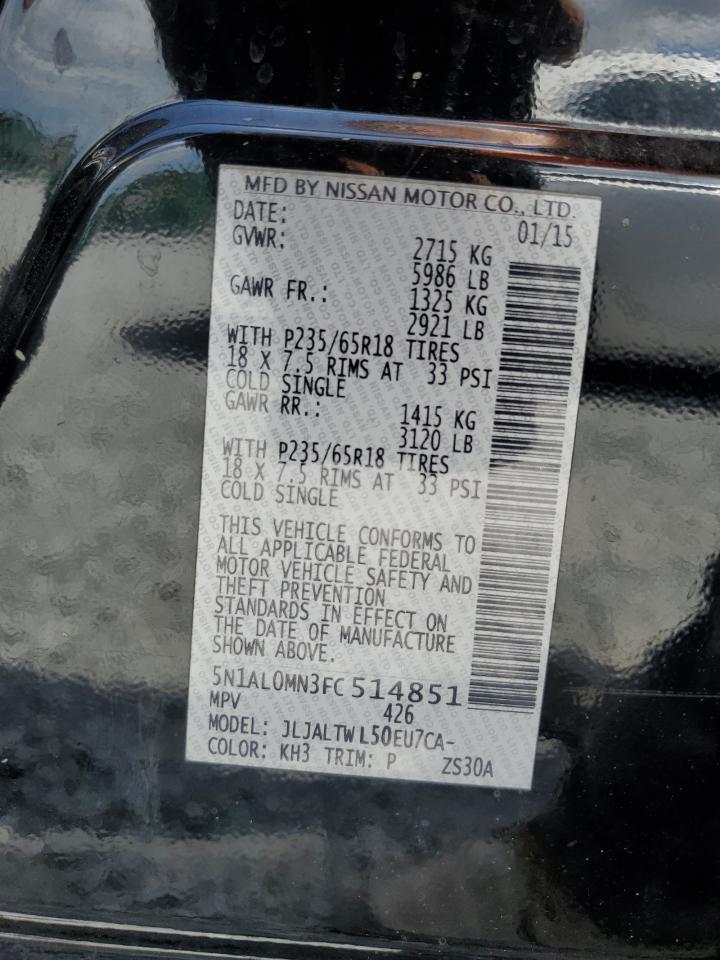 MFD BY NISSAN MOTOR CO., LTD.
DATE: 01/15
GVWR: 2715 KG
5986 LB
GAWR FR.: 1325 KG
2921 LB
WITH P235/65R18 TIRES
18 X 7.5 RIMS AT 33 PSI
COLD SINGLE
GAWR RR.: 1415 KG
3120 LB
WITH P235/65R18 TIRES
18 X 7.5 RIMS AT 33 PSI
COLD SINGLE
THIS VEHICLE CONFORMS TO
ALL APPLICABLE FEDERAL
MOTOR VEHICLE SAFETY AND
THEFT PREVENTION
STANDARDS IN EFFECT ON
THE DATE OF MANUFACTURE
SHOWN ABOVE.
5N1AL0MN3FC514851
MPV 426
MODEL: JLJALTWL50EU7CA-
COLOR: KH3 TRIM: P ZS30A